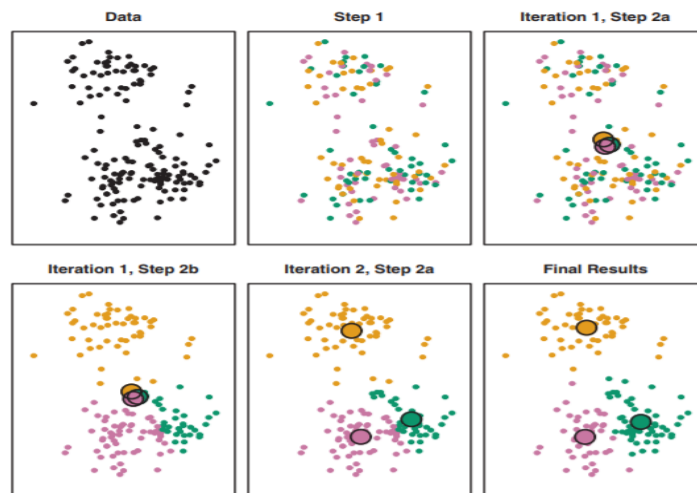 Data
Step 1
Iteration 1, Step 2a
Iteration 1, Step 2b
Iteration 2, Step 2a
Final Results